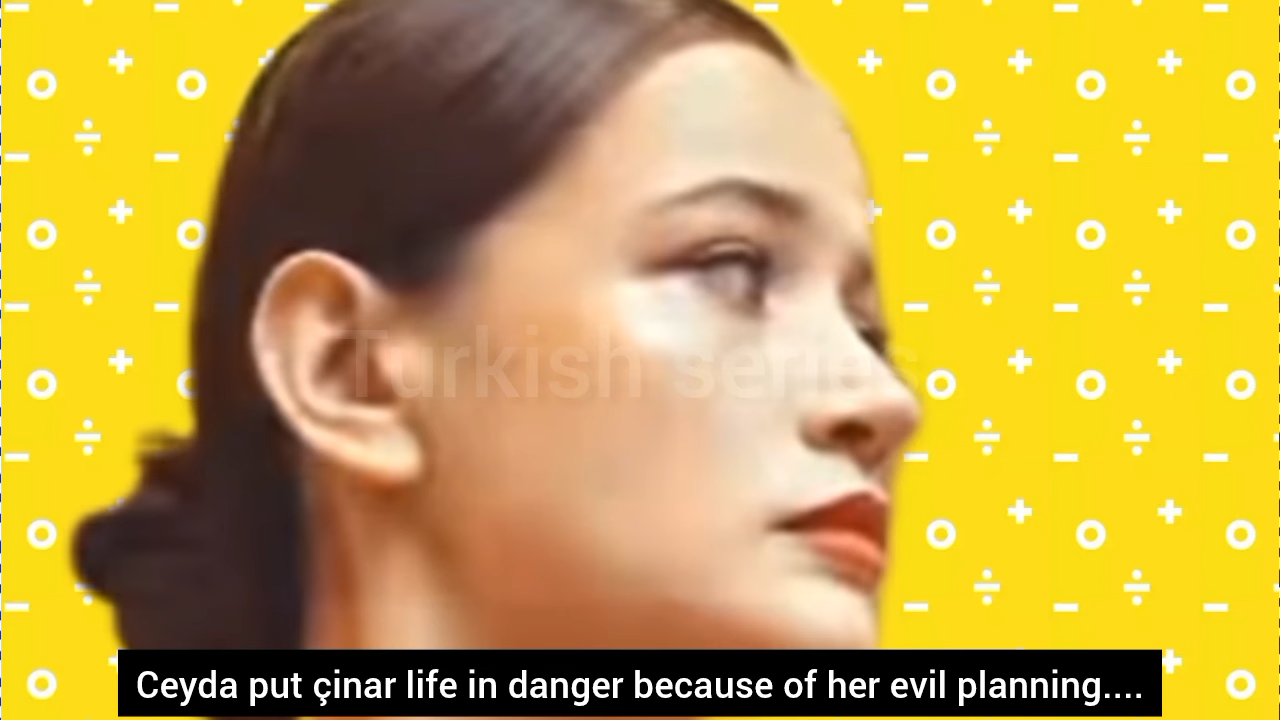 Turkish series
Ceyda put çinar life in danger because of her evil planning....